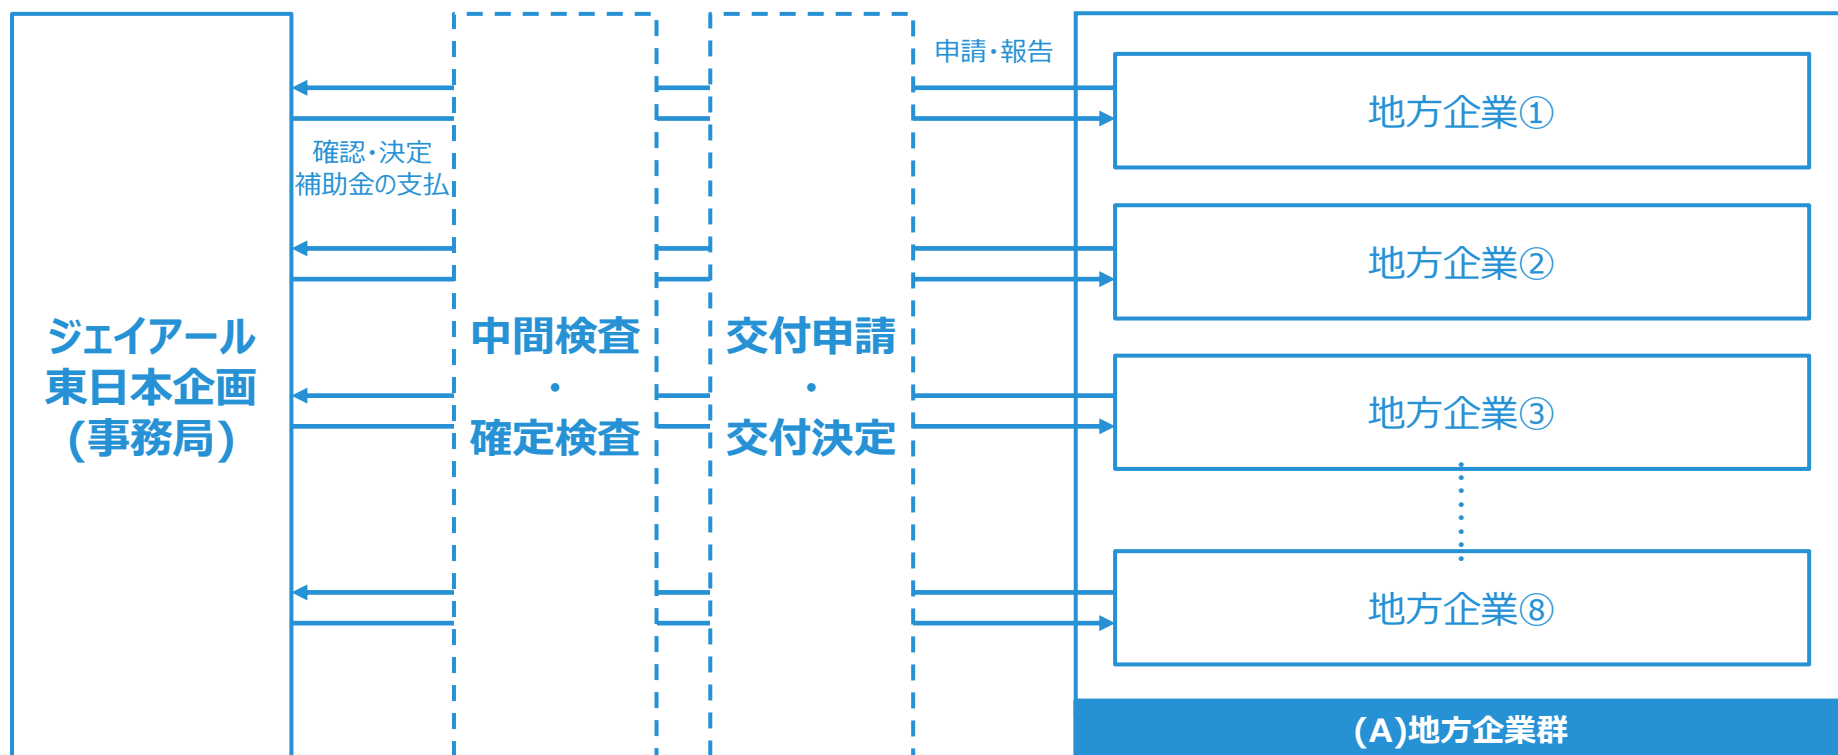 申請・報告
確認・決定
補助金の支払
ジェイアール
東日本企画
(事務局)
中間検査
・
確定検査
交付申請
・
交付決定
地方企業①
地方企業②
地方企業③
地方企業⑧
(A)地方企業群